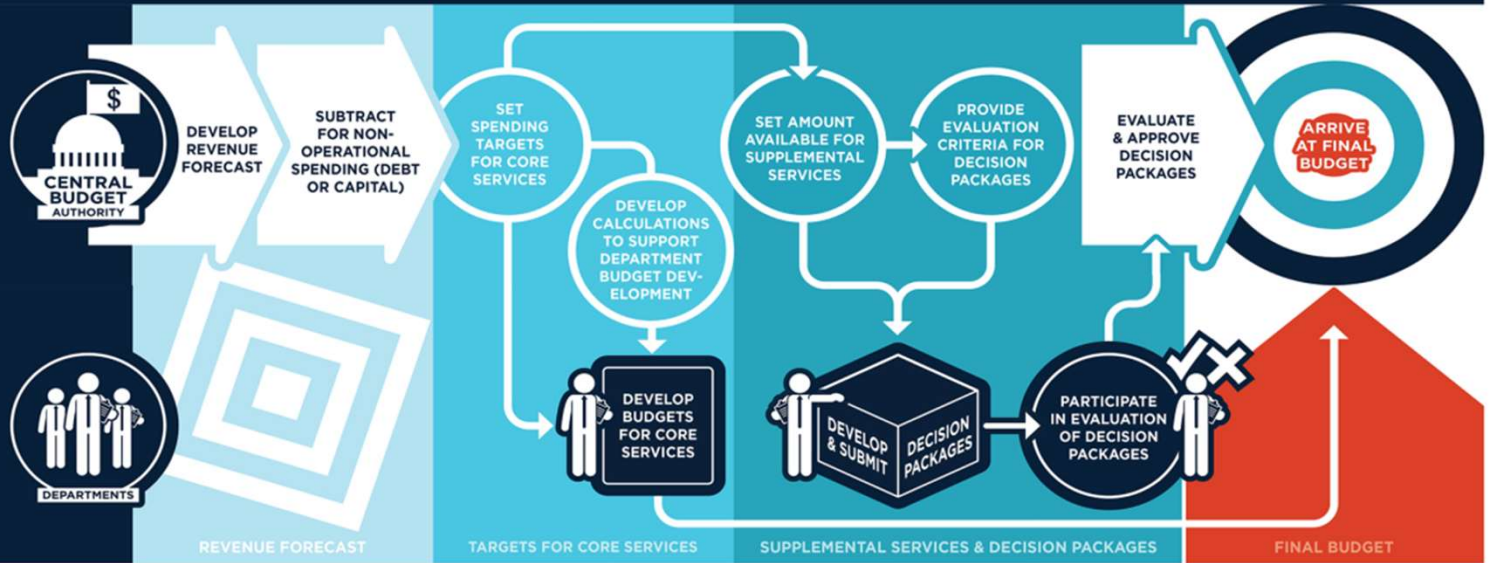 $
CENTRAL
BUDGET
AUTHORITY
DEVELOP
REVENUE
FORECAST
SUBTRACT
FOR NON-
OPERATIONAL
SPENDING (DEBT
OR CAPITAL)
SET
SPENDING
TARGETS
FOR CORE
SERVICES
DEVELOP
CALCULATIONS
TO SUPPORT
DEPARTMENT
BUDGET DEV-
ELOPMENT
SET AMOUNT
AVAILABLE FOR
SUPPLEMENTAL
SERVICES
PROVIDE
EVALUATION
CRITERIA FOR
DECISION
PACKAGES
EVALUATE
& APPROVE
DECISION
PACKAGES
ARRIVE
AT FINAL
BUDGET
DEPARTMENTS
DEVELOP
BUDGETS
FOR CORE
SERVICES
DEVELOP
& SUBMIT
DECISION
PACKAGES
PARTICIPATE
IN EVALUATION
OF DECISION
PACKAGES
REVENUE FORECAST
TARGETS FOR CORE SERVICES
SUPPLEMENTAL SERVICES & DECISION PACKAGES
FINAL BUDGET